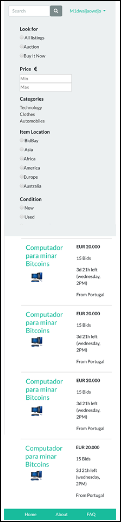 Search
Look for
All listings
Auction
Buy it Now
Price €
Min
Max
Categories
Technology
Clothes
Automobiles
Item Location
BidBay
Asia
Africa
America
Europe
Australia
Condition
New
Used
Computador para minar Bitcoins
EUR 20.000
15 Bids
3d 21h left (wednesday, 2PM)
From Portugal
Computador para minar Bitcoins
EUR 20.000
15 Bids
3d 21h left (wednesday, 2PM)
From Portugal
Computador para minar Bitcoins
EUR 20.000
15 Bids
3d 21h left (wednesday, 2PM)
From Portugal
Computador para minar Bitcoins
EUR 20.000
15 Bids
3d 21h left (wednesday, 2PM)
From Portugal
Home About FAQ